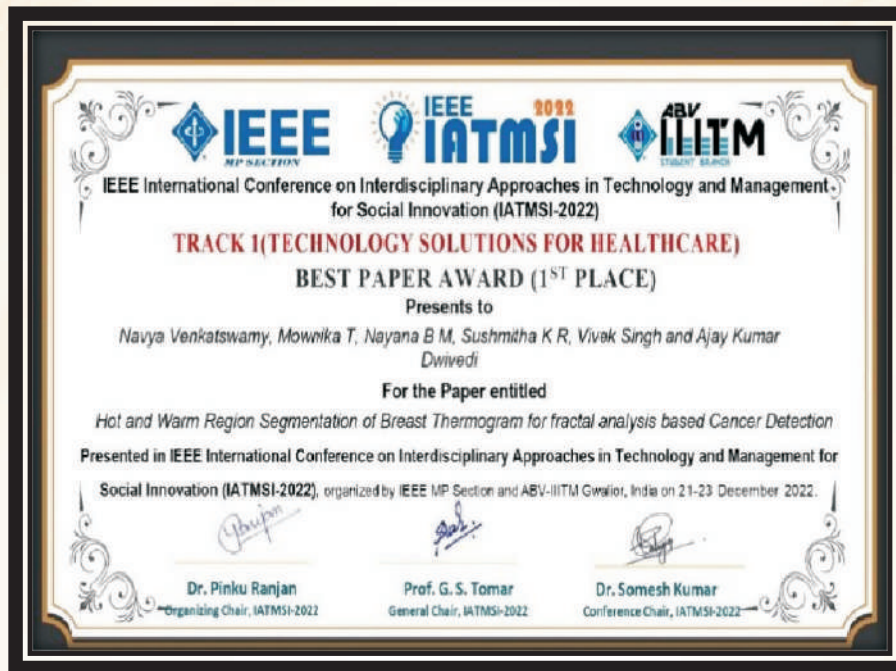 IEEE
MP SECTION
IEEE 2022
IATMSI
ABV
IIITM
STUDENT BRANCH
IEEE International Conference on Interdisciplinary Approaches in Technology and Management
for Social Innovation (IATMSI-2022)
TRACK 1(TECHNOLOGY SOLUTIONS FOR HEALTHCARE)
BEST PAPER AWARD (1ST PLACE)
Presents to
Navya Venkatswamy, Mownika T, Nayana B M, Sushmitha K R, Vivek Singh and Ajay Kumar
Dwivedi
For the Paper entitled
Hot and Warm Region Segmentation of Breast Thermogram for fractal analysis based Cancer Detection
Presented in IEEE International Conference on Interdisciplinary Approaches in Technology and Management for
Social Innovation (IATMSI-2022), organized by IEEE MP Section and ABV-IIITM Gwalior, India on 21-23 December 2022.
Dr. Pinku Ranjan Prof. G. S. Tomar Dr. Somesh Kumar
Organizing Chair, IATMSI-2022 General Chair, IATMSI-2022 Conference Chair, IATMSI-2022